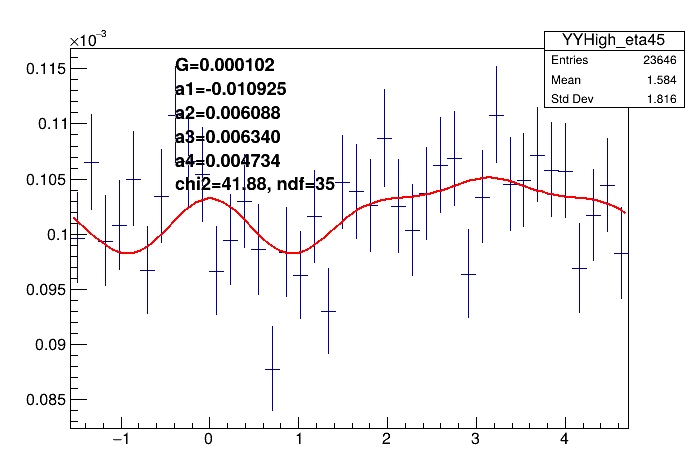 ×10⁻³
YYHigh_eta45
Entries 23646
Mean 1.584
Std Dev 1.816
G=0.000102
a1=-0.010925
a2=0.006088
a3=0.006340
a4=0.004734
chi2=41.88, ndf=35
0.115
0.11
0.105
0.1
0.095
0.09
0.085
−1 0 1 2 3 4